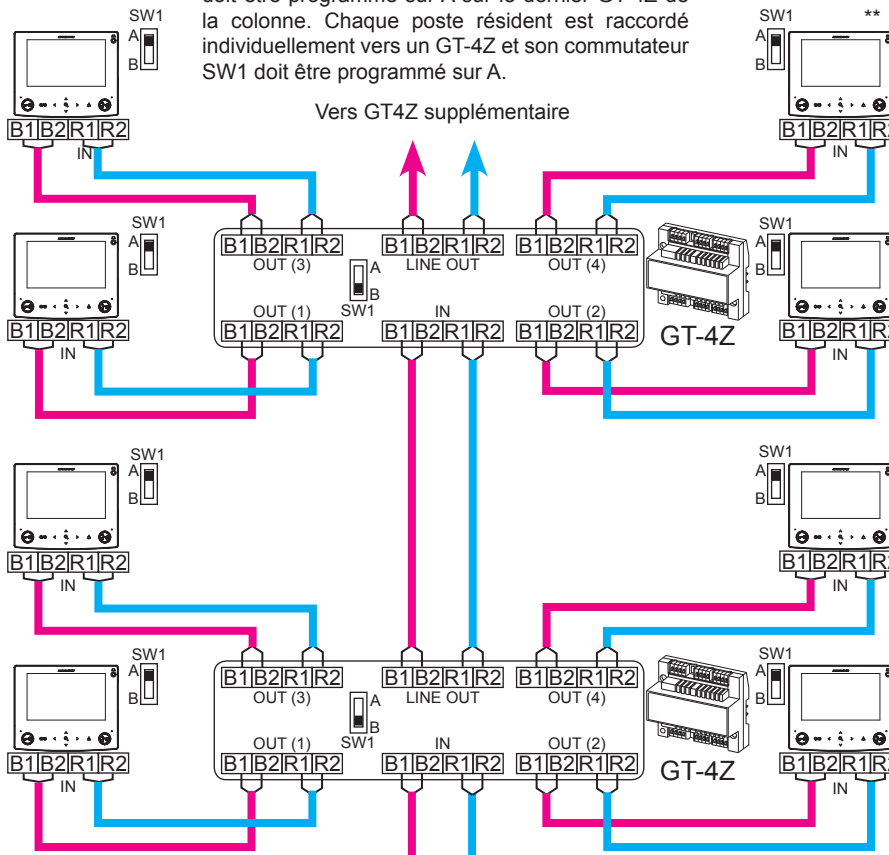 doit être programmé sur A sur le dernier GT-4Z de
la colonne. Chaque poste résident est raccordé
individuellement vers un GT-4Z et son commutateur
SW1 doit être programmé sur A.
SW1
A
B
SW1
**
A
B
Vers GT4Z supplémentaire
B1 B2 R1 R2
IN
B1 B2 R1
IN
SW1
A
B
SW1
A
B
B1 B2 R1 R2
OUT (3)
B1 B2 R1 R2
LINE OUT
B1 B2 R1 R2
OUT (4)
A
B
SW1
OUT (1)
B1 B2 R1 R2
IN
B1 B2 R1 R2
OUT (2)
B1 B2 R1 R2
GT-4Z
B1 B2 R1 R2
IN
B1 B2 R1
IN
SW1
A
B
SW1
A
B
B1 B2 R1 R2
IN
B1 B2 R1
IN
SW1
A
B
SW1
A
B
B1 B2 R1 R2
OUT (3)
B1 B2 R1 R2
LINE OUT
B1 B2 R1 R2
OUT (4)
A
B
SW1
OUT (1)
B1 B2 R1 R2
IN
B1 B2 R1 R2
OUT (2)
B1 B2 R1 R2
GT-4Z
B1 B2 R1 R2
IN
B1 B2 R1
IN